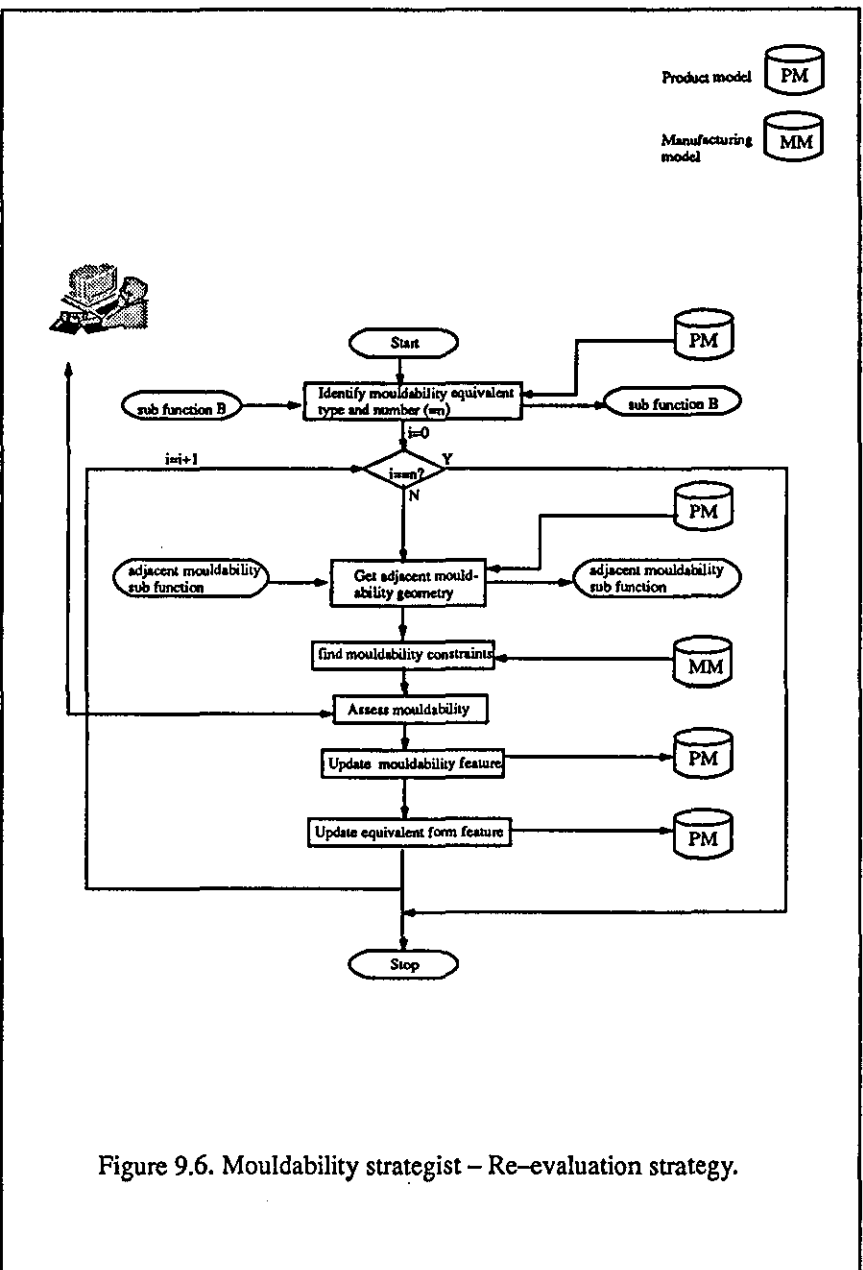 Product model
PM
Manufacturing
model
MM
Start
PM
sub function B
Identify mouldability equivalent
type and number (=n)
sub function B
i=0
i=i+1
i==n?
Y
N
PM
adjacent mouldability
sub function
Get adjacent mould-
ability geometry
adjacent mouldability
sub function
find mouldability constraints
MM
Assess mouldability
Update mouldability feature
PM
Update equivalent form feature
PM
Stop
Figure 9.6. Mouldability strategist – Re–evaluation strategy.